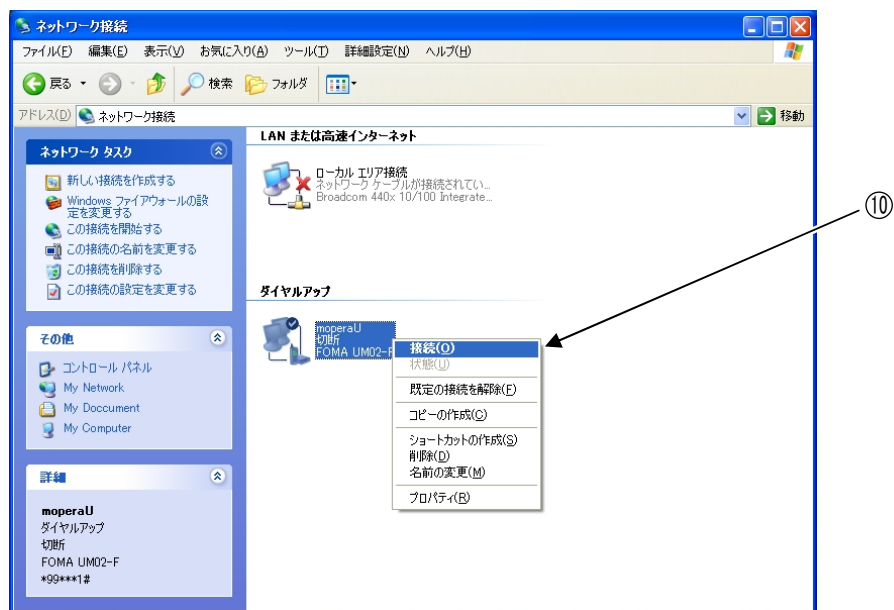 ネットワーク接続
ファイル(F) 編集(E) 表示(V) お気に入り(A) ツール(T) 詳細設定(N) ヘルプ(H)
戻る 検索 フォルダ
アドレス(D) ネットワーク接続 移動
ネットワーク タスク
新しい接続を作成する
Windows ファイアウォールの設
定を変更する
この接続を開始する
この接続の名前を変更する
この接続を削除する
この接続の設定を変更する
その他
コントロール パネル
My Network
My Doccument
My Computer
詳細
moperaU
ダイヤルアップ
切断
FOMA UM02-F
*99***1#
LAN または高速インターネット
ローカル エリア接続
ネットワーク ケーブルが接続されてい...
Broadcom 440x 10/100 Integrate...
ダイヤルアップ
moperaU
切断
FOMA UM02-F
接続(O)
状態(U)
既定の接続を解除(F)
コピーの作成(C)
ショートカットの作成(S)
削除(D)
名前の変更(M)
プロパティ(R)
⑩